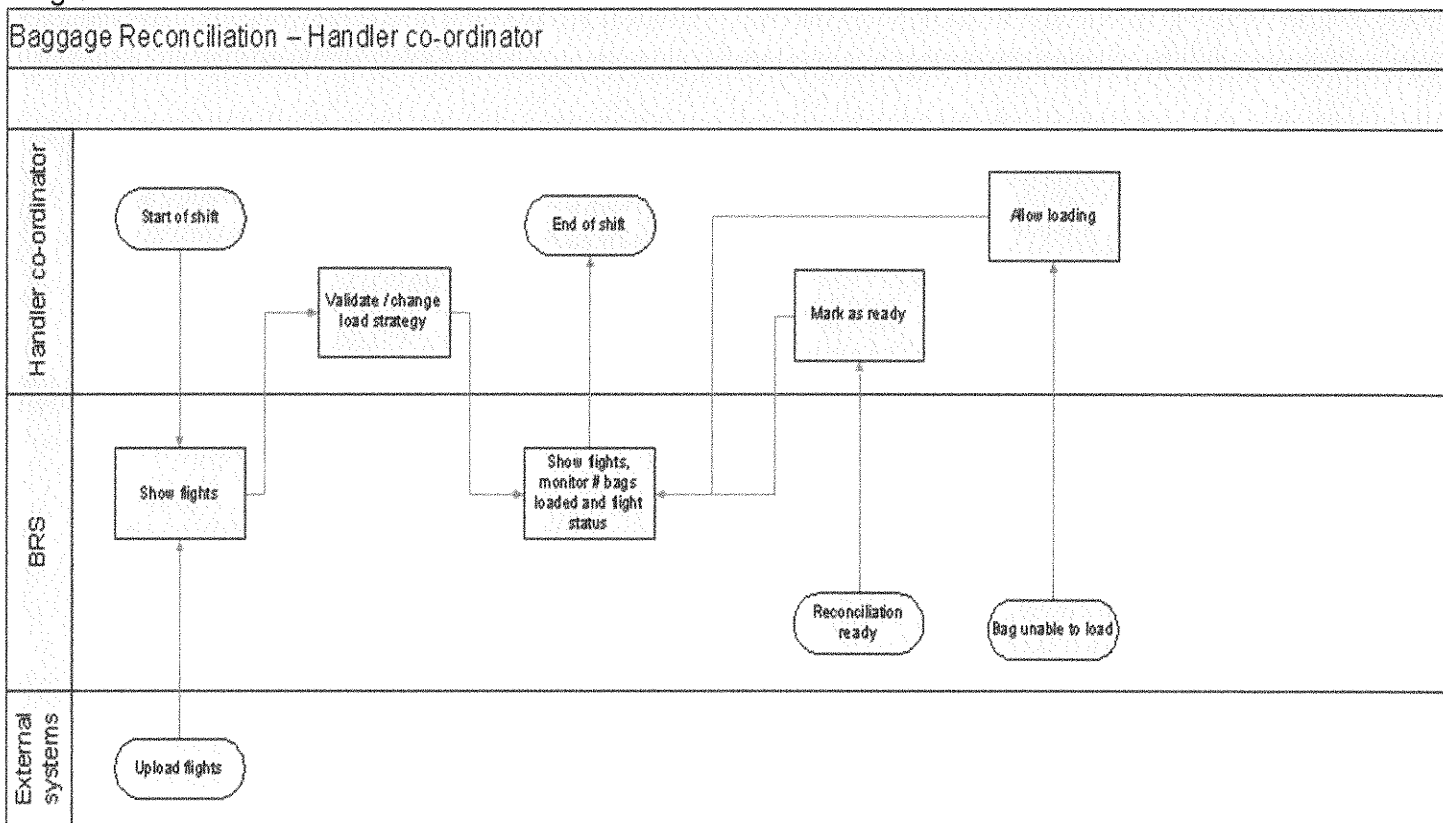 Baggage Reconciliation – Handler co-ordinator
Handler co-ordinator
Start of shift
End of shift
Allow loading
Validate / change
load strategy
Mark as ready
BRS
Show flights
Show flights,
monitor # bags
loaded and flight
status
Reconciliation
ready
Bag unable to load
External
systems
Upload flights